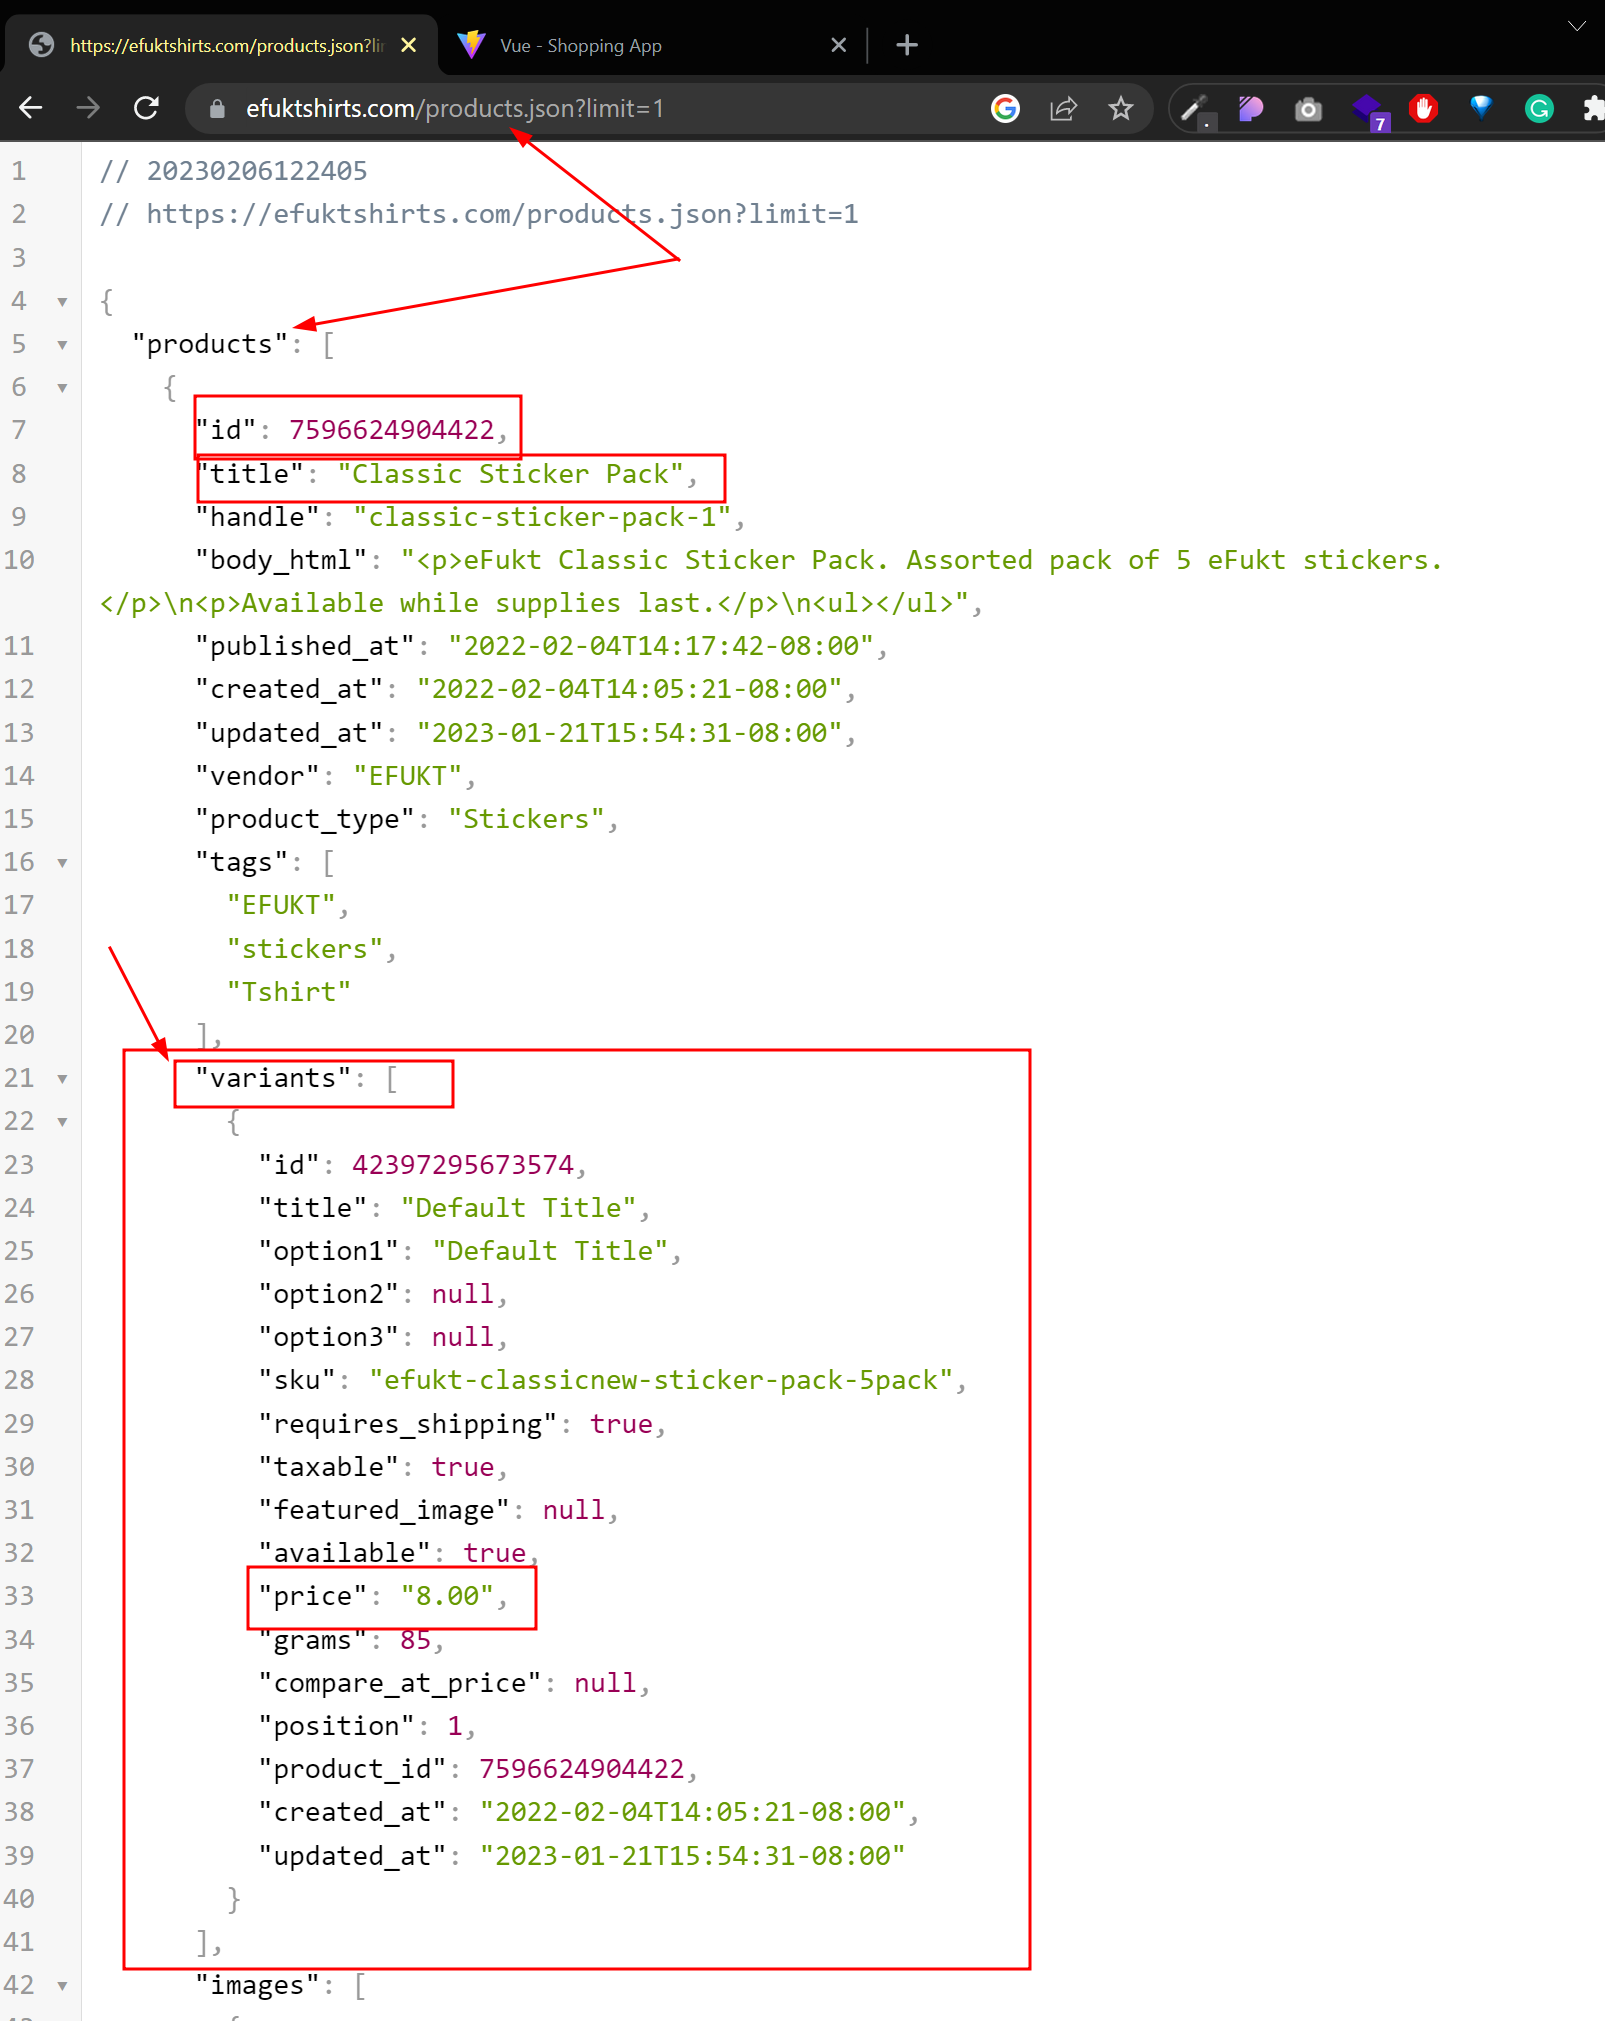 https://efuktshirts.com/products.json?li
Vue - Shopping App
efuktshirts.com/products.json?limit=1
7
1 // 20230206122405
2 // https://efuktshirts.com/products.json?limit=1
3
4 {
5 "products": [
6 {
7 "id": 7596624904422,
8 "title": "Classic Sticker Pack",
9 "handle": "classic-sticker-pack-1",
10 "body_html": "<p>eFukt Classic Sticker Pack. Assorted pack of 5 eFukt stickers.
</p>\n<p>Available while supplies last.</p>\n<ul></ul>",
11 "published_at": "2022-02-04T14:17:42-08:00",
12 "created_at": "2022-02-04T14:05:21-08:00",
13 "updated_at": "2023-01-21T15:54:31-08:00",
14 "vendor": "EFUKT",
15 "product_type": "Stickers",
16 "tags": [
17 "EFUKT",
18 "stickers",
19 "Tshirt"
20 ],
21 "variants": [
22 {
23 "id": 42397295673574,
24 "title": "Default Title",
25 "option1": "Default Title",
26 "option2": null,
27 "option3": null,
28 "sku": "efukt-classicnew-sticker-pack-5pack",
29 "requires_shipping": true,
30 "taxable": true,
31 "featured_image": null,
32 "available": true,
33 "price": "8.00",
34 "grams": 85,
35 "compare_at_price": null,
36 "position": 1,
37 "product_id": 7596624904422,
38 "created_at": "2022-02-04T14:05:21-08:00",
39 "updated_at": "2023-01-21T15:54:31-08:00"
40 }
41 ],
42 "images": [